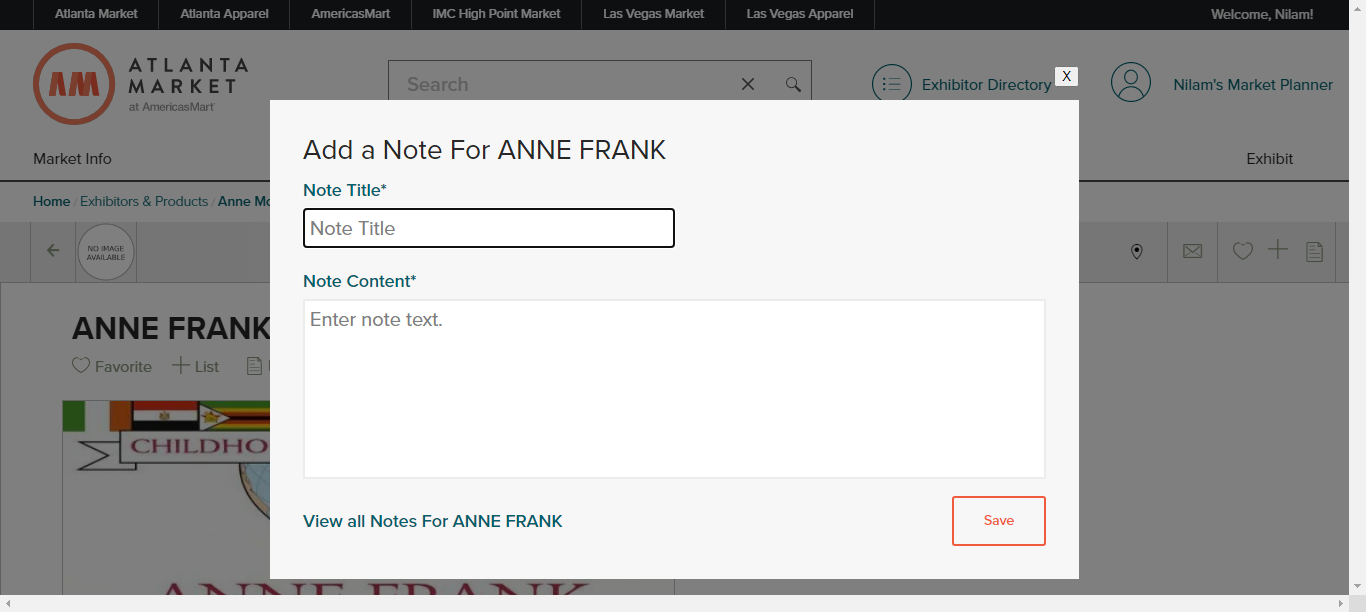 Atlanta Market Atlanta Apparel AmericasMart IMC High Point Market Las Vegas Market Las Vegas Apparel Welcome, Nilam!
AM ATLANTA
MARKET
at AmericasMart
Search Exhibitor Directory X Nilam's Market Planner
Market Info Exhibit
Home / Exhibitors & Products / Anne
NO IMAGE
AVAILABLE
ANNE FRANK
Favorite List
CHILDHO
ANNE FRANK
Add a Note For ANNE FRANK
Note Title*
Note Title
Note Content*
Enter note text.
View all Notes For ANNE FRANK Save